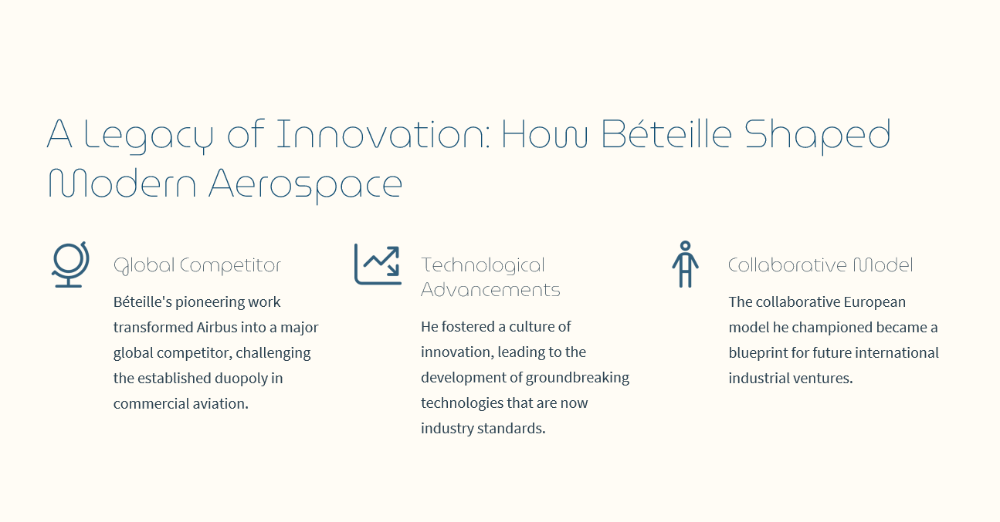 A Legacy of Innovation: How Béteille Shaped
Modern Aerospace
Global Competitor
Béteille's pioneering work
transformed Airbus into a major
global competitor, challenging
the established duopoly in
commercial aviation.
Technological
Advancements
He fostered a culture of
innovation, leading to the
development of groundbreaking
technologies that are now
industry standards.
Collaborative Model
The collaborative European
model he championed became a
blueprint for future international
industrial ventures.